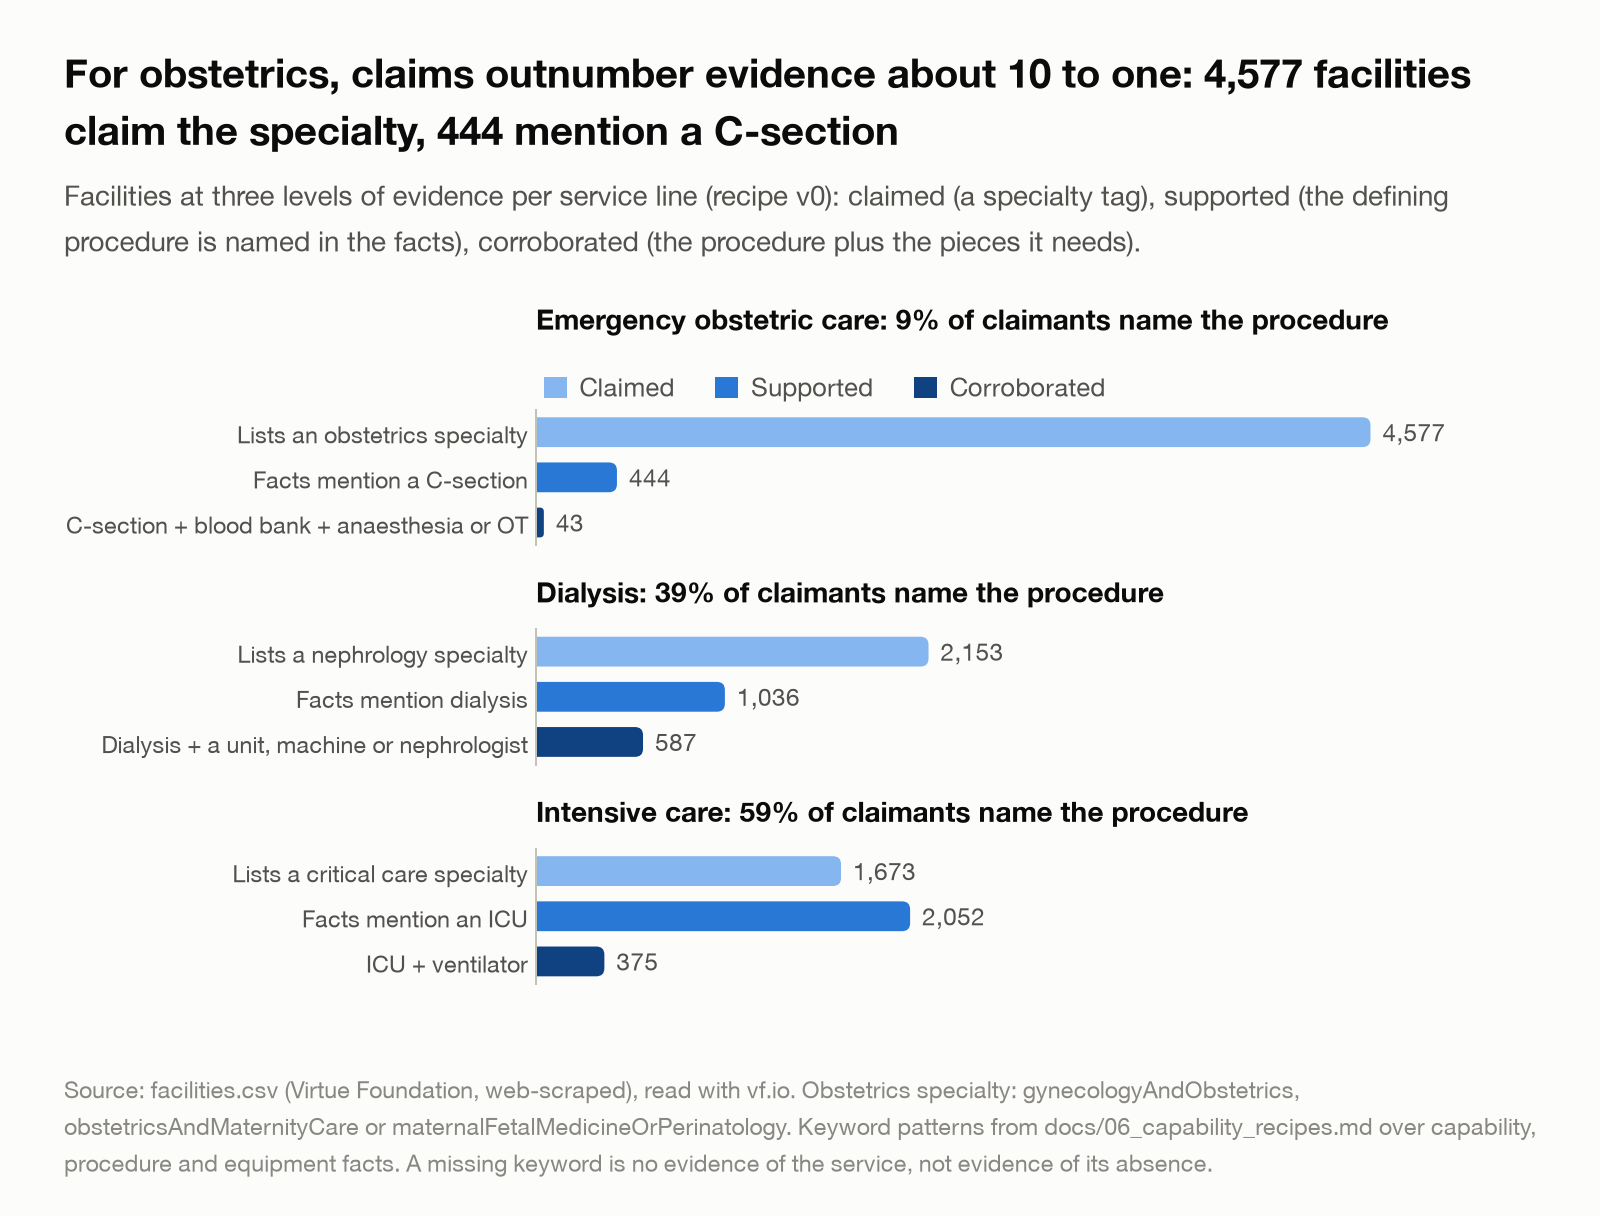 For obstetrics, claims outnumber evidence about 10 to one: 4,577 facilities
claim the specialty, 444 mention a C-section
Facilities at three levels of evidence per service line (recipe v0): claimed (a specialty tag), supported (the defining
procedure is named in the facts), corroborated (the procedure plus the pieces it needs).
Emergency obstetric care: 9% of claimants name the procedure
Claimed Supported Corroborated
Lists an obstetrics specialty 4,577
Facts mention a C-section 444
C-section + blood bank + anaesthesia or OT 43
Dialysis: 39% of claimants name the procedure
Lists a nephrology specialty 2,153
Facts mention dialysis 1,036
Dialysis + a unit, machine or nephrologist 587
Intensive care: 59% of claimants name the procedure
Lists a critical care specialty 1,673
Facts mention an ICU 2,052
ICU + ventilator 375
Source: facilities.csv (Virtue Foundation, web-scraped), read with vf.io. Obstetrics specialty: gynecologyAndObstetrics,
obstetricsAndMaternityCare or maternalFetalMedicineOrPerinatology. Keyword patterns from docs/06_capability_recipes.md over capability,
procedure and equipment facts. A missing keyword is no evidence of the service, not evidence of its absence.